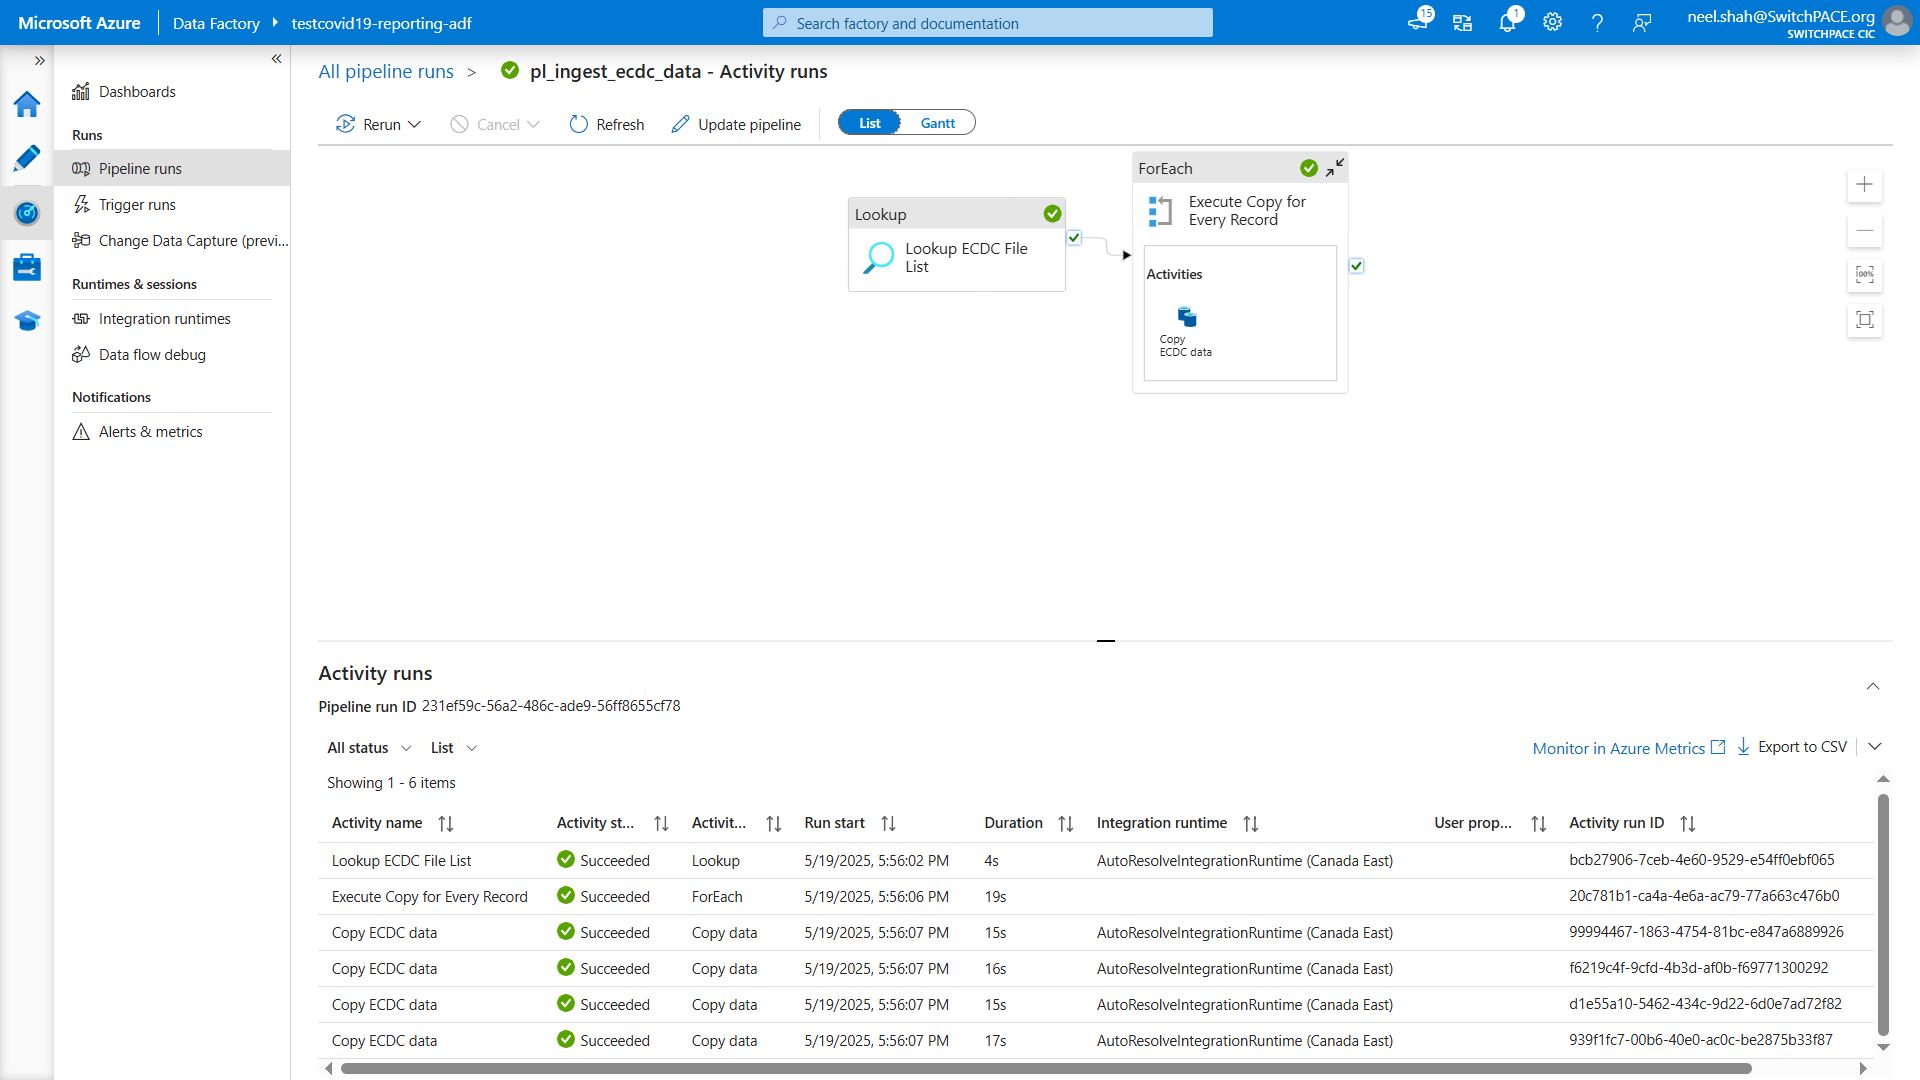 Microsoft Azure
Data Factory
testcovid19-reporting-adf
Search factory and documentation
15
1
neel.shah@SwitchPACE.org
SWITCHPACE CIC
Dashboards
Runs
Pipeline runs
Trigger runs
Change Data Capture (previ...
Runtimes & sessions
Integration runtimes
Data flow debug
Notifications
Alerts & metrics
All pipeline runs > pl_ingest_ecdc_data - Activity runs
Rerun Cancel Refresh Update pipeline List Gantt
Lookup
Lookup ECDC File
List
ForEach
Execute Copy for
Every Record
Activities
Copy
ECDC data
100%
Activity runs
Pipeline run ID 231ef59c-56a2-486c-ade9-56ff8655cf78
All status List
Monitor in Azure Metrics Export to CSV
Showing 1 - 6 items
Activity name Activity st... Activit... Run start Duration Integration runtime User prop... Activity run ID
Lookup ECDC File List Succeeded Lookup 5/19/2025, 5:56:02 PM 4s AutoResolveIntegrationRuntime (Canada East) bcb27906-7ceb-4e60-9529-e54ff0ebf065
Execute Copy for Every Record Succeeded ForEach 5/19/2025, 5:56:06 PM 19s 20c781b1-ca4a-4e6a-ac79-77a663c476b0
Copy ECDC data Succeeded Copy data 5/19/2025, 5:56:07 PM 15s AutoResolveIntegrationRuntime (Canada East) 99994467-1863-4754-81bc-e847a6889926
Copy ECDC data Succeeded Copy data 5/19/2025, 5:56:07 PM 16s AutoResolveIntegrationRuntime (Canada East) f6219c4f-9cfd-4b3d-af0b-f69771300292
Copy ECDC data Succeeded Copy data 5/19/2025, 5:56:07 PM 15s AutoResolveIntegrationRuntime (Canada East) d1e55a10-5462-434c-9d22-6d0e7ad72f82
Copy ECDC data Succeeded Copy data 5/19/2025, 5:56:07 PM 17s AutoResolveIntegrationRuntime (Canada East) 939f1fc7-00b6-40e0-ac0c-be2875b33f87